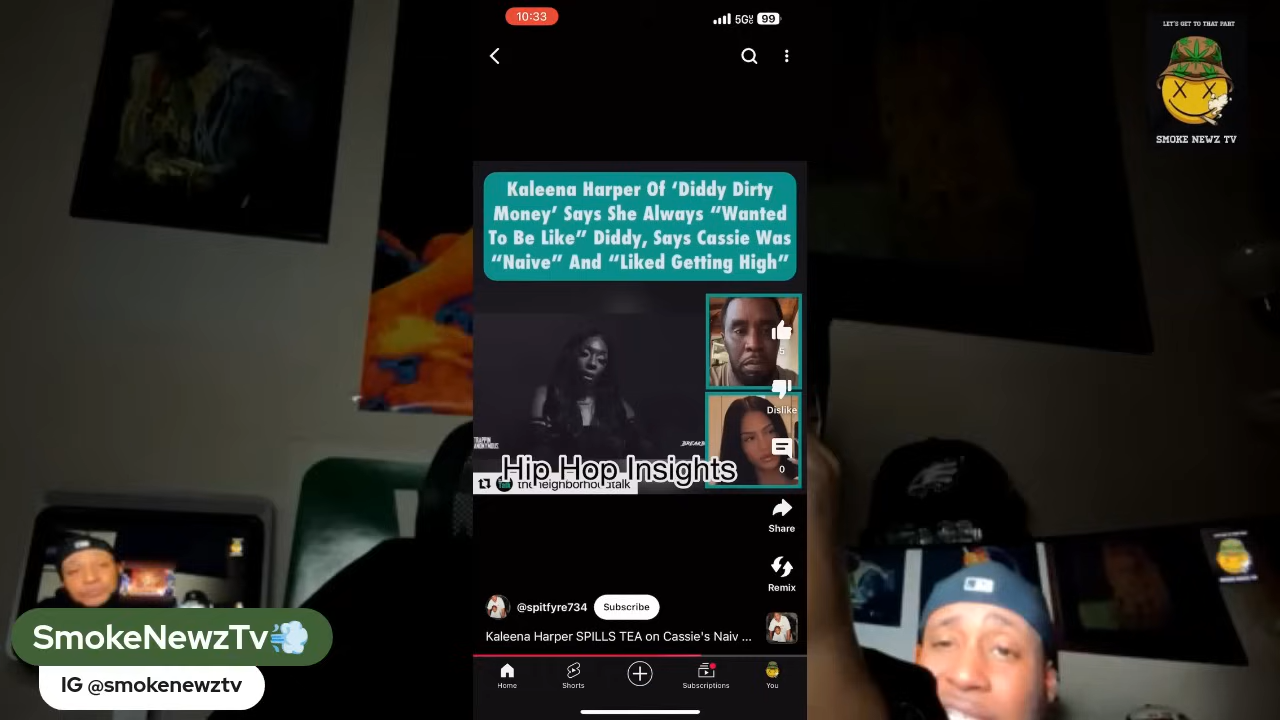 10:33
5G
99
LET'S GET TO THAT PART
SMOKE NEWZ TV
Kaleena Harper Of ‘Diddy Dirty
Money’ Says She Always “Wanted
To Be Like” Diddy, Says Cassie Was
“Naive” And “Liked Getting High”
5
Dislike
TRAPPIN
ANONYMOUS
Hip Hop Insights
0
Share
Remix
@spitfyre734
Subscribe
Kaleena Harper SPILLS TEA on Cassie's Naiv ...
Home
Shorts
Subscriptions
You
SmokeNewzTv💨
IG @smokenewztv